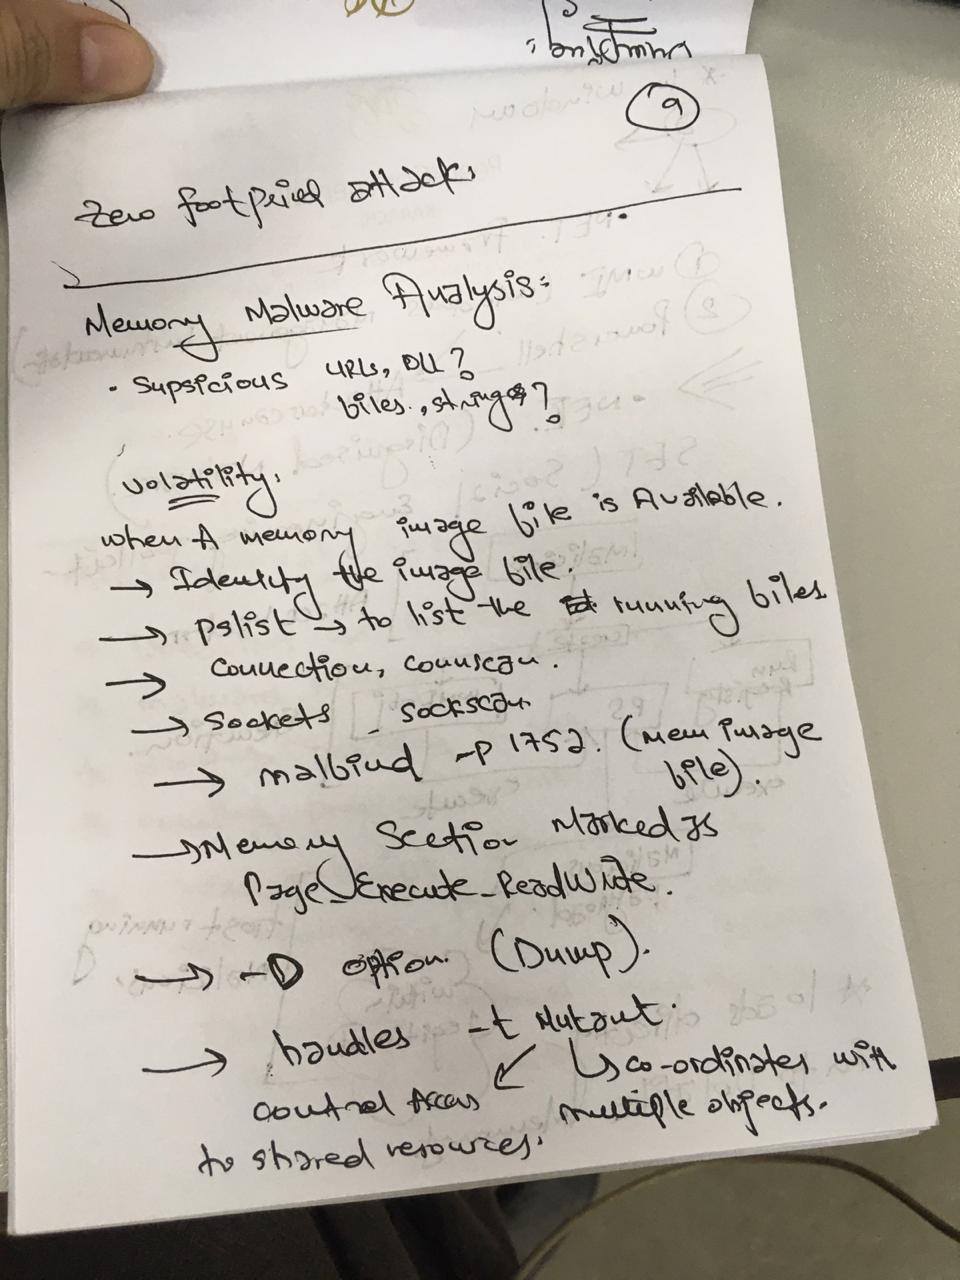 9
Zero footprint attack.
Memory Malware Analysis:
• Supsicious URLs, DLL?
files, strings?
Volatility.
when A memory image file is Available.
→ Identify the image file.
→ Pslist → to list the running files
→ Connection, connscan.
→ Sockets sockscan
→ malfind -P 1752. (mem image
file).
→ Memory Section Marked as
Page_Execute_ReadWrite.
→ -D option (Dump).
→ handles -t Mutant.
↳ co-ordinates with
multiple objects.
control Access
to shared resources.